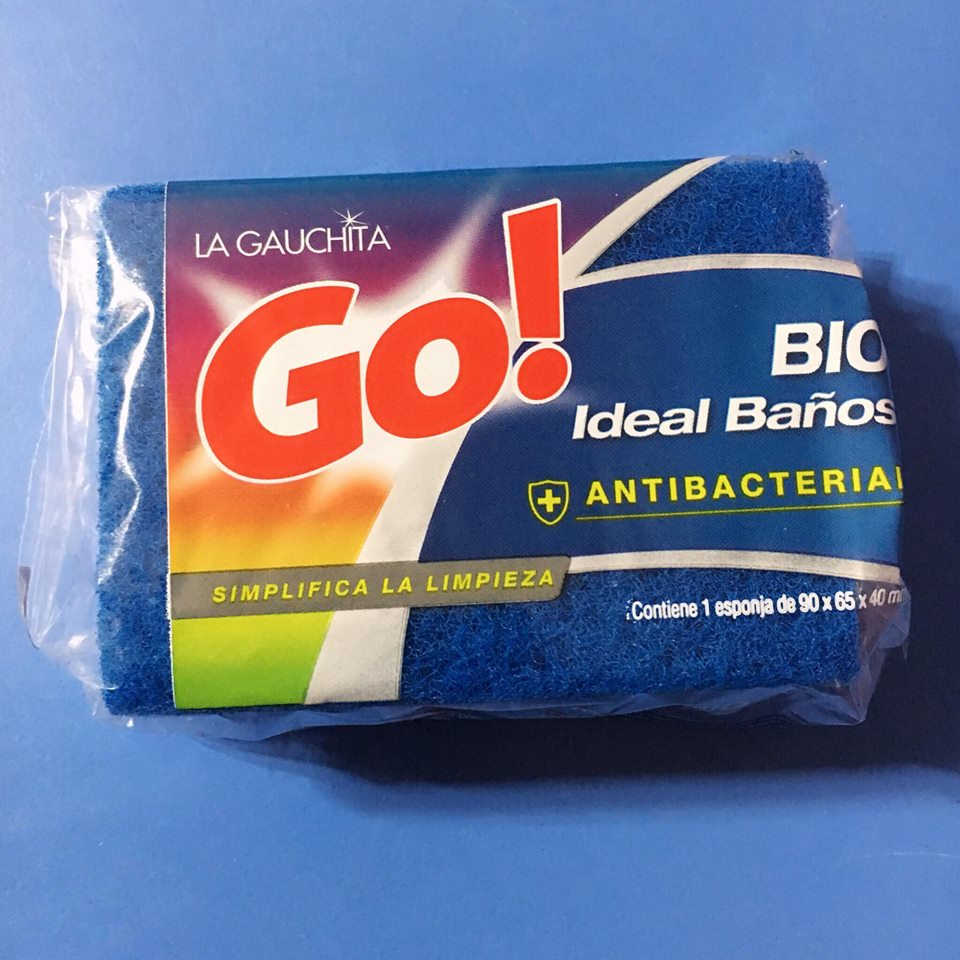 LA GAUCHITA
Go!
BIO
Ideal Baños
ANTIBACTERIAL
SIMPLIFICA LA LIMPIEZA
Contiene 1 esponja de 90 x 65 x 40 m